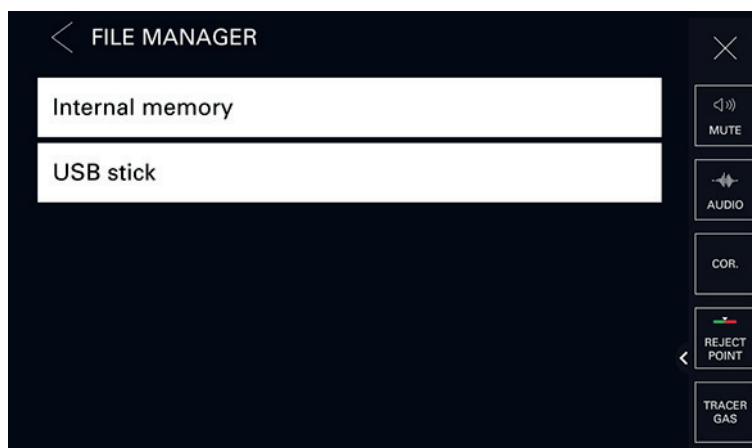 FILE MANAGER
Internal memory
USB stick
MUTE
AUDIO
COR.
REJECT
POINT
TRACER
GAS